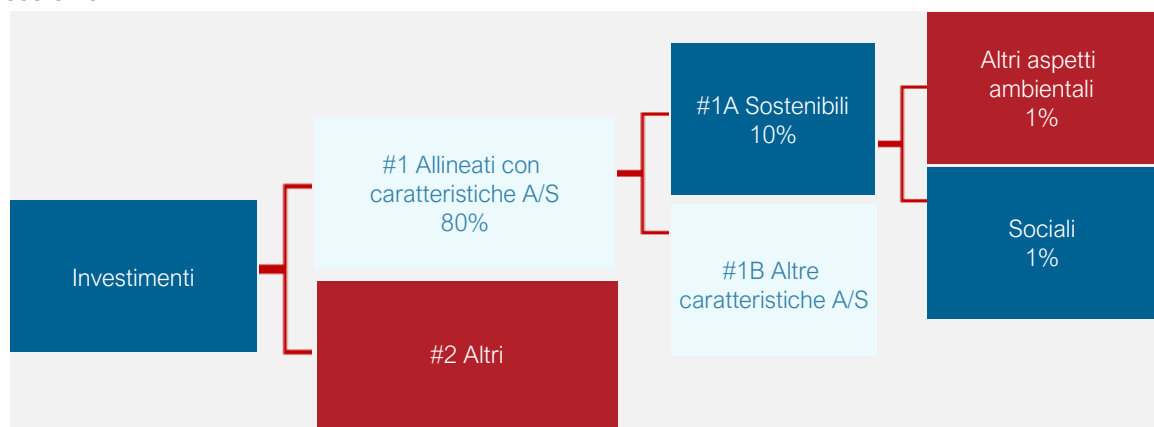 Investimenti
#1 Allineati con
caratteristiche A/S
80%
#2 Altri
#1A Sostenibili
10%
#1B Altre
caratteristiche A/S
Altri aspetti
ambientali
1%
Sociali
1%